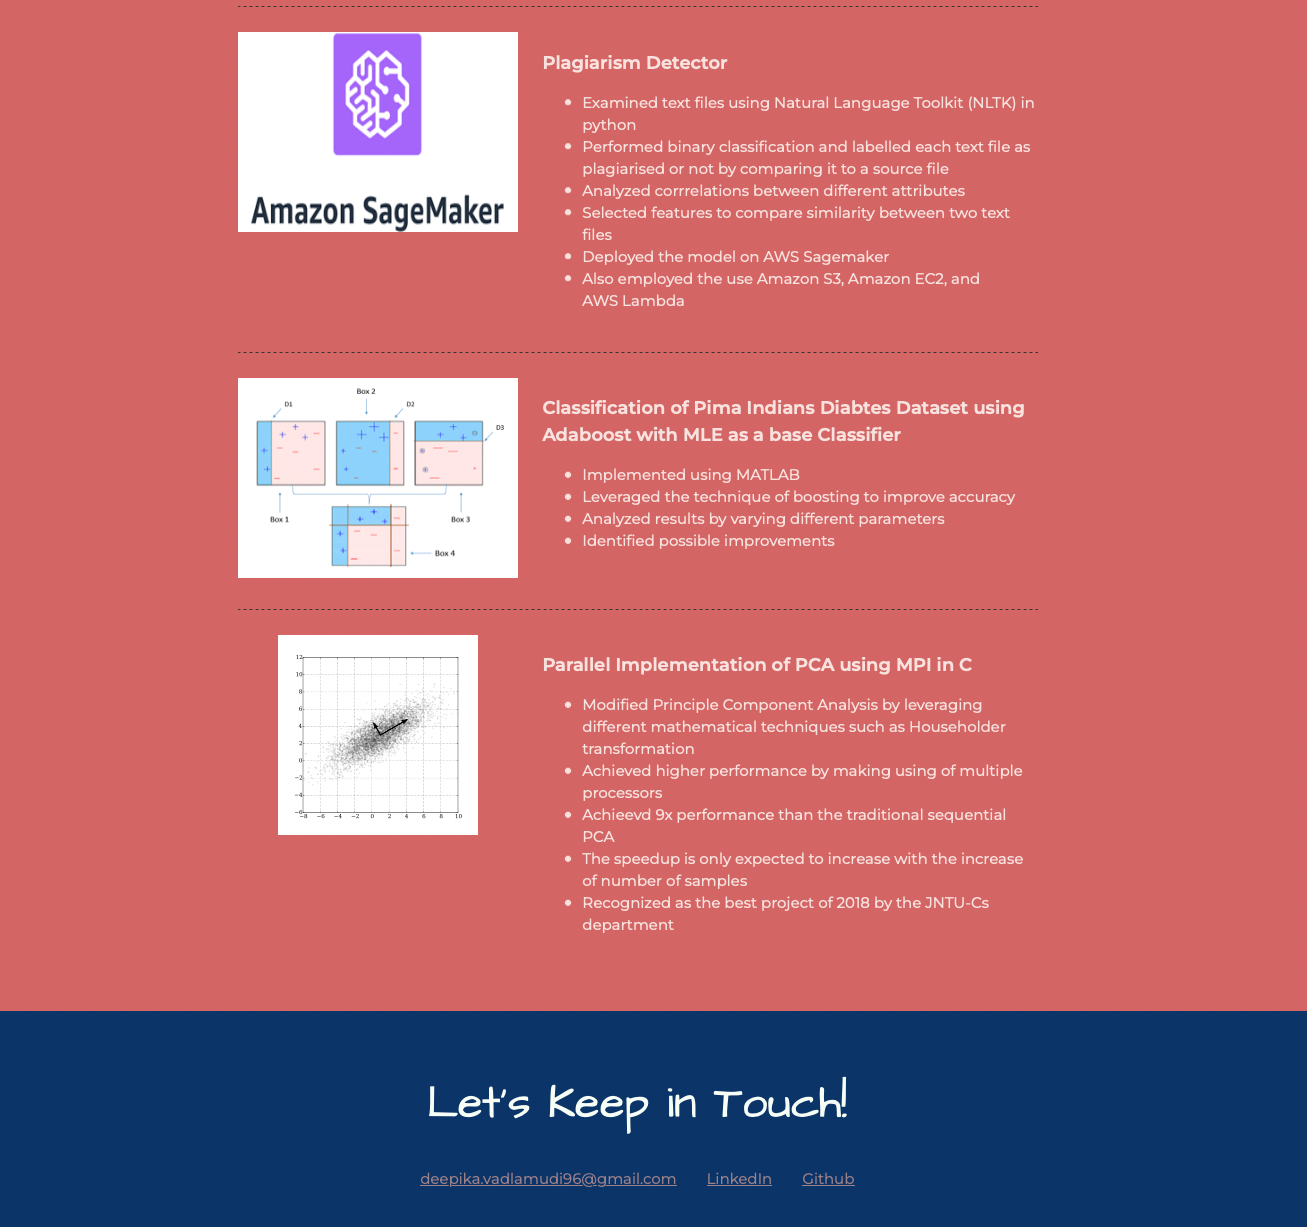 Amazon SageMaker
Plagiarism Detector
Examined text files using Natural Language Toolkit (NLTK) in
python
Performed binary classification and labelled each text file as
plagiarised or not by comparing it to a source file
Analyzed corrrelations between different attributes
Selected features to compare similarity between two text
files
Deployed the model on AWS Sagemaker
Also employed the use Amazon S3, Amazon EC2, and
AWS Lambda
Box 2
D1
D2
D3
Box 1
Box 3
Box 4
Classification of Pima Indians Diabtes Dataset using
Adaboost with MLE as a base Classifier
Implemented using MATLAB
Leveraged the technique of boosting to improve accuracy
Analyzed results by varying different parameters
Identified possible improvements
12
10
8
6
4
2
0
−2
−4
−6
−8 −6 −4 −2 0 2 4 6 8 10
Parallel Implementation of PCA using MPI in C
Modified Principle Component Analysis by leveraging
different mathematical techniques such as Householder
transformation
Achieved higher performance by making using of multiple
processors
Achieevd 9x performance than the traditional sequential
PCA
The speedup is only expected to increase with the increase
of number of samples
Recognized as the best project of 2018 by the JNTU-Cs
department
Let's Keep in Touch!
deepika.vadlamudi96@gmail.com LinkedIn Github